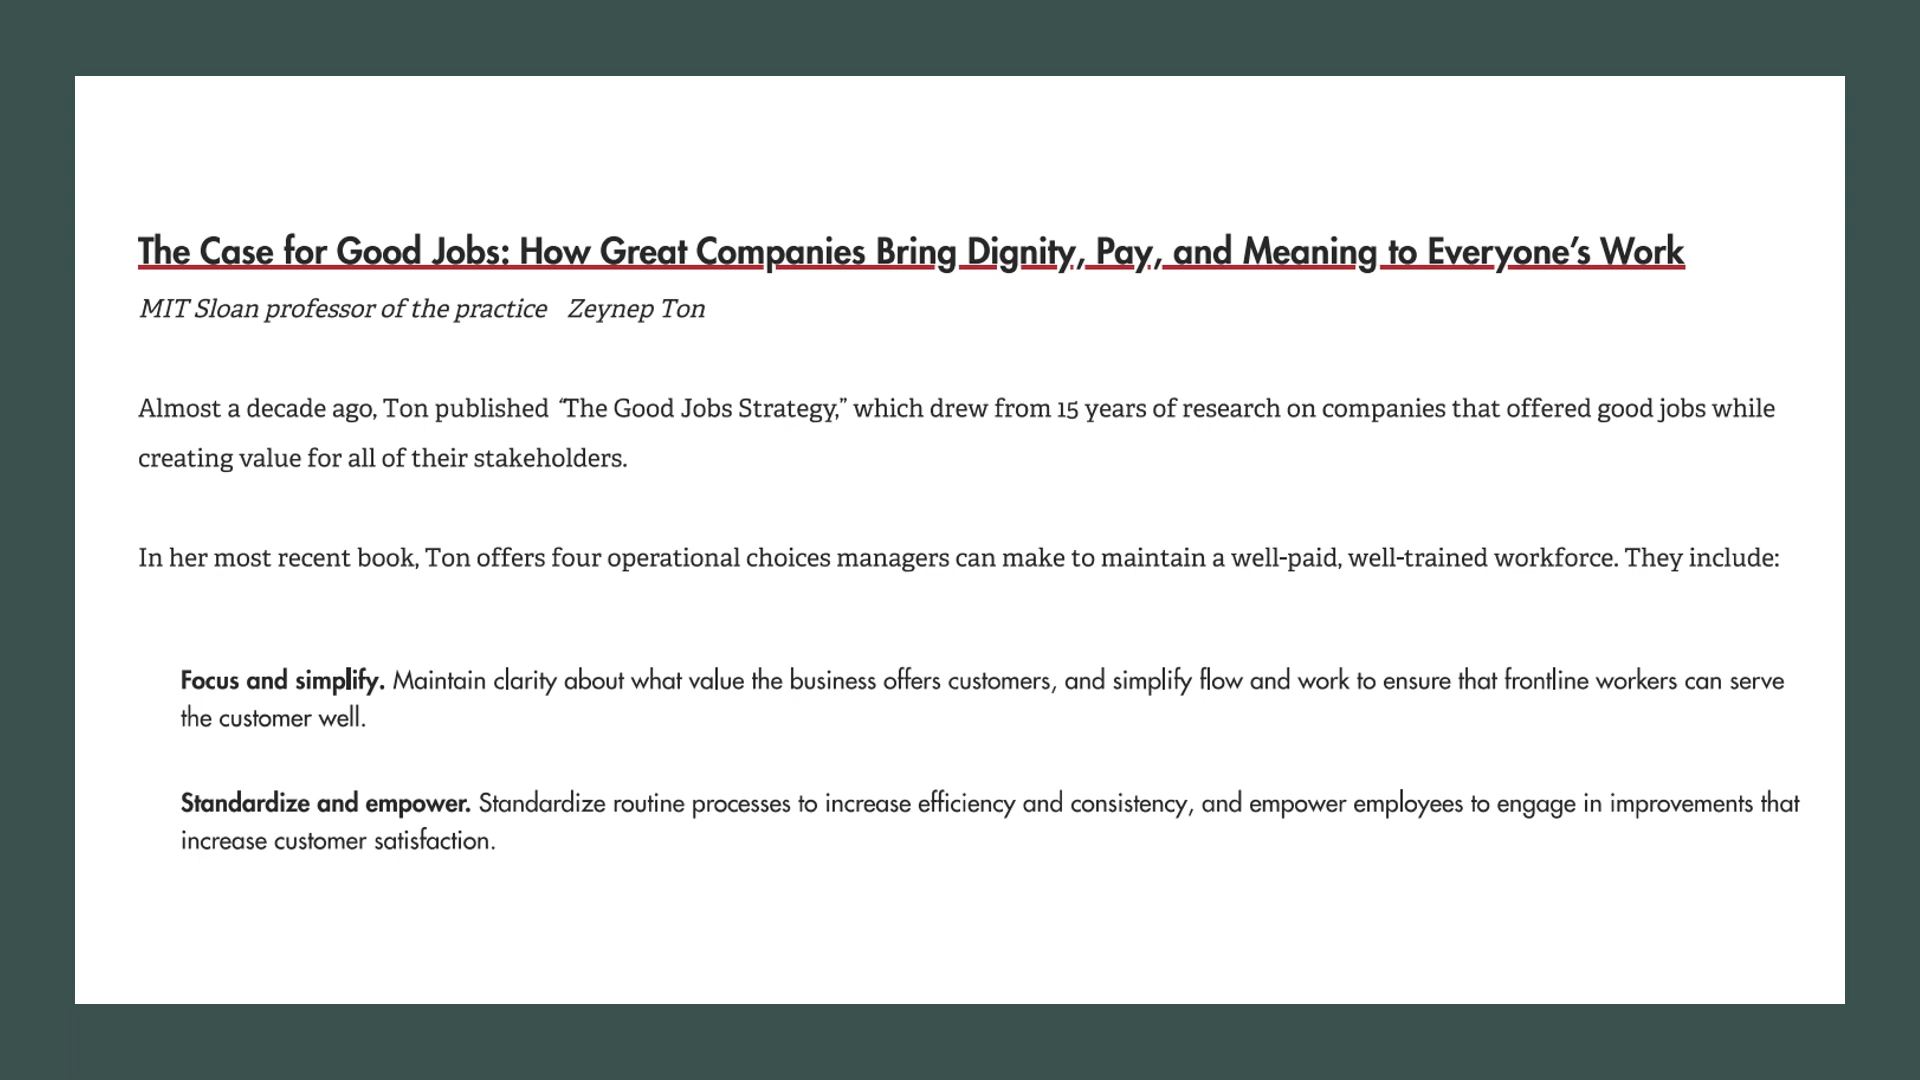 The Case for Good Jobs: How Great Companies Bring Dignity, Pay, and Meaning to Everyone’s Work
MIT Sloan professor of the practice Zeynep Ton
Almost a decade ago, Ton published “The Good Jobs Strategy,” which drew from 15 years of research on companies that offered good jobs while
creating value for all of their stakeholders.
In her most recent book, Ton offers four operational choices managers can make to maintain a well-paid, well-trained workforce. They include:
Focus and simplify. Maintain clarity about what value the business offers customers, and simplify flow and work to ensure that frontline workers can serve
the customer well.
Standardize and empower. Standardize routine processes to increase efficiency and consistency, and empower employees to engage in improvements that
increase customer satisfaction.